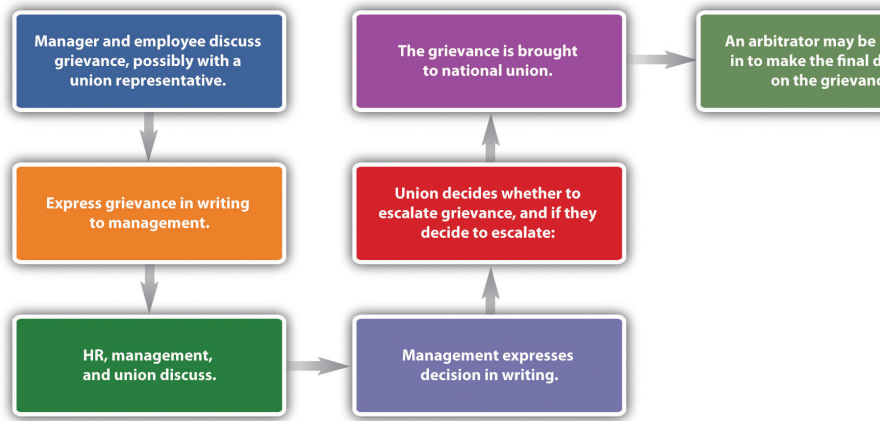 Manager and employee discuss
grievance, possibly with a
union representative.
Express grievance in writing
to management.
HR, management,
and union discuss.
Management expresses
decision in writing.
Union decides whether to
escalate grievance, and if they
decide to escalate:
The grievance is brought
to national union.
An arbitrator may be
in to make the final
on the